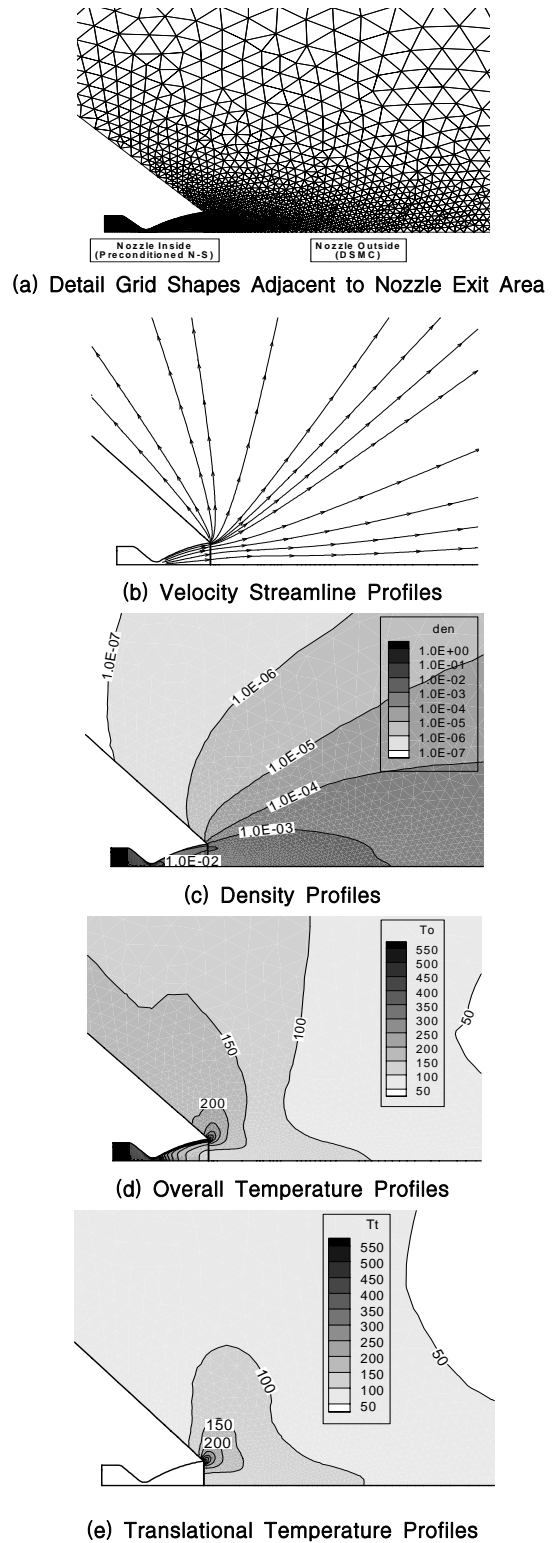 Nozzle Inside
(Preconditioned N-S)
Nozzle Outside
(DSMC)
(a) Detail Grid Shapes Adjacent to Nozzle Exit Area
(b) Velocity Streamline Profiles
1.0E-07
1.0E-06
1.0E-05
1.0E-04
1.0E-03
1.0E-02
den
1.0E+00
1.0E-01
1.0E-02
1.0E-03
1.0E-04
1.0E-05
1.0E-06
1.0E-07
(c) Density Profiles
150
100
50
200
To
550
500
450
400
350
300
250
200
150
100
50
(d) Overall Temperature Profiles
100
150
200
50
Tt
550
500
450
400
350
300
250
200
150
100
50
(e) Translational Temperature Profiles